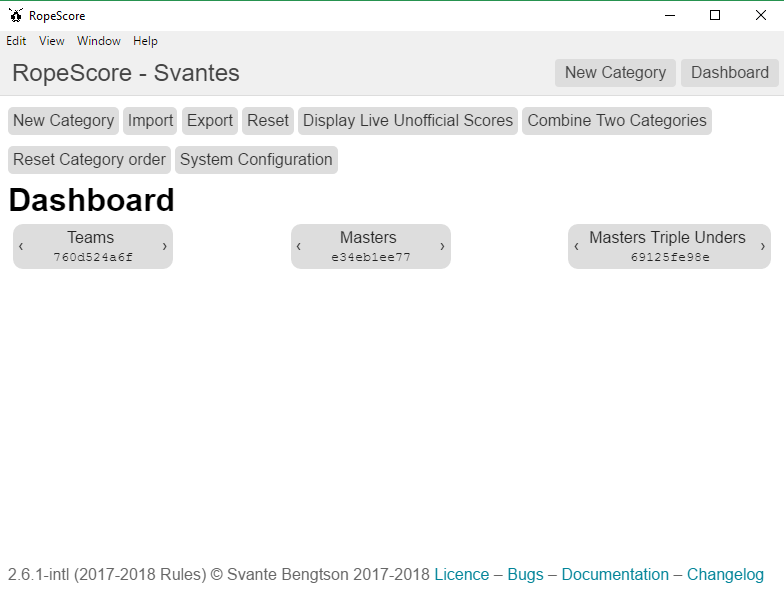 RopeScore
Edit View Window Help
RopeScore - Svantes New Category Dashboard
New Category Import Export Reset Display Live Unofficial Scores Combine Two Categories
Reset Category order System Configuration
Dashboard
‹ Teams ›
760d524a6f
‹ Masters ›
e34eb1ee77
‹ Masters Triple Unders ›
69125fe98e
2.6.1-intl (2017-2018 Rules) © Svante Bengtson 2017-2018 Licence – Bugs – Documentation – Changelog